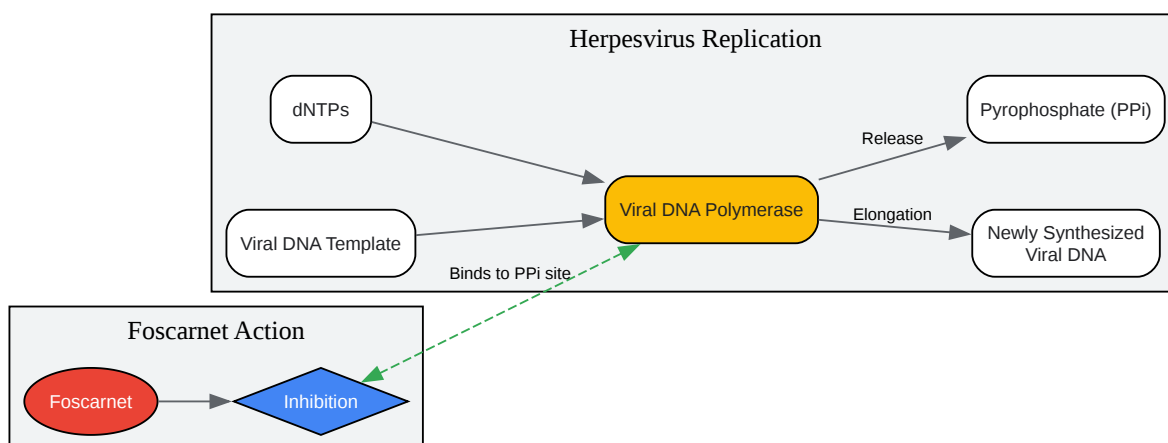 Herpesvirus Replication
dNTPs
Pyrophosphate (PPi)
Release
Viral DNA Polymerase
Elongation
Viral DNA Template
Newly Synthesized
Viral DNA
Binds to PPi site
Foscarnet Action
Foscarnet
Inhibition